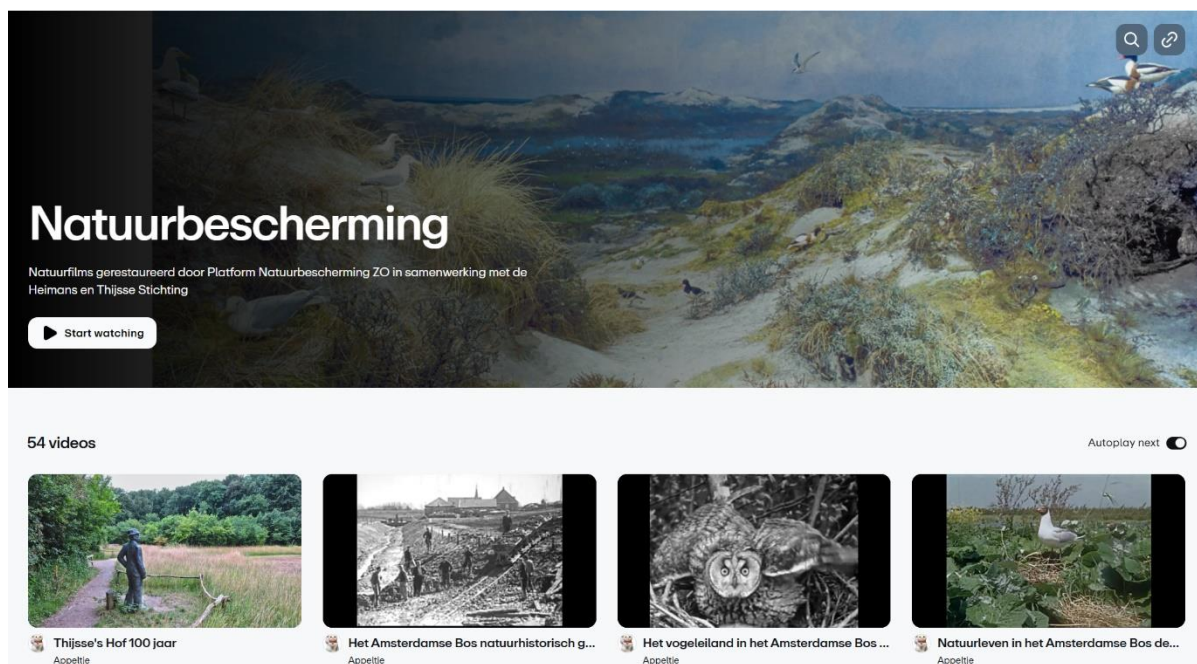 Natuurbescherming
Natuurfilms gerestaureerd door Platform Natuurbescherming ZO in samenwerking met de
Heimans en Thijsse Stichting
Start watching
54 videos
Autoplay next
Thijsse's Hof 100 jaar
Appeltje
Het Amsterdamse Bos natuurhistorisch g...
Appeltje
Het vogeleiland in het Amsterdamse Bos ...
Appeltje
Natuurleven in het Amsterdamse Bos de...
Appeltje